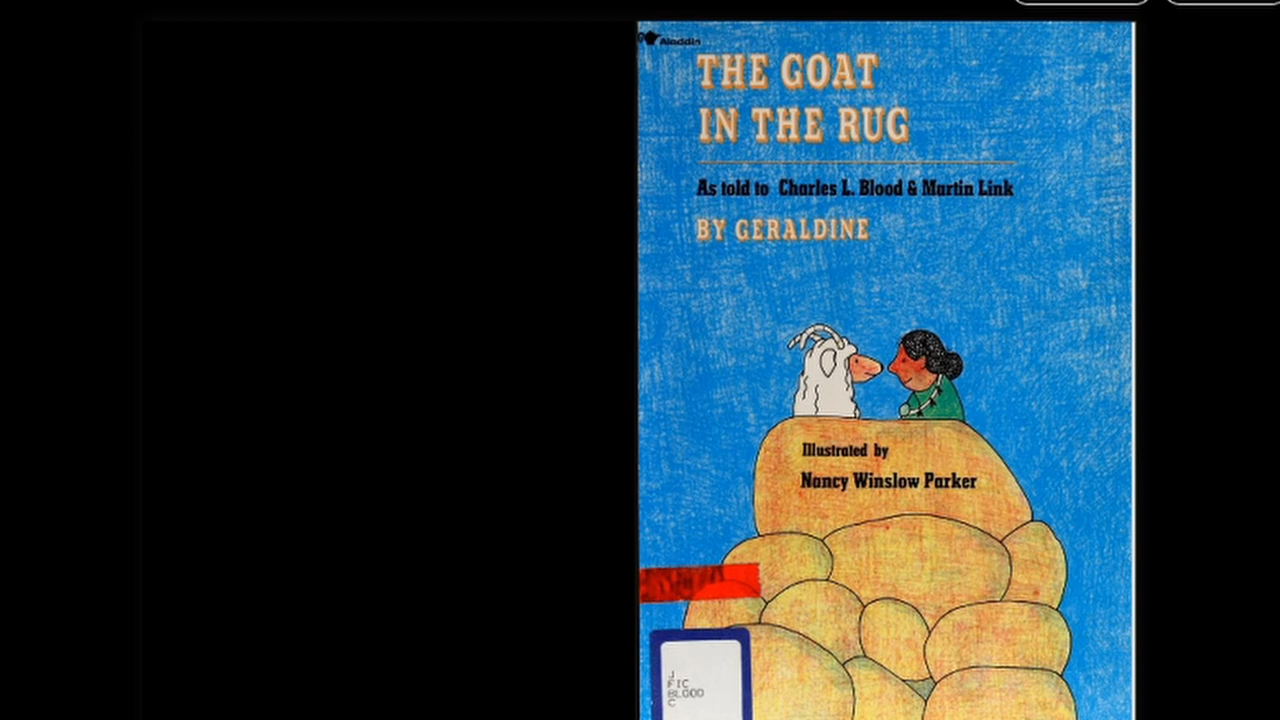 Aladdin
THE GOAT
IN THE RUG
As told to Charles L. Blood & Martin Link
BY GERALDINE
Illustrated by
Nancy Winslow Parker
J
FIC
BLOOD
C